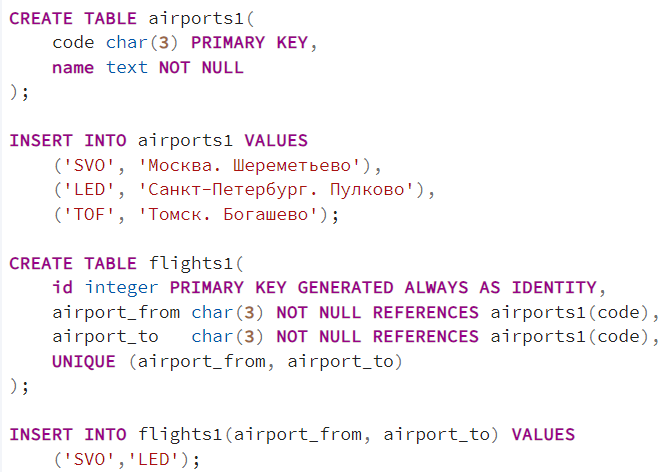 CREATE TABLE airports1(
    code char(3) PRIMARY KEY,
    name text NOT NULL
);

INSERT INTO airports1 VALUES
    ('SVO', 'Москва. Шереметьево'),
    ('LED', 'Санкт-Петербург. Пулково'),
    ('TOF', 'Томск. Богашево');

CREATE TABLE flights1(
    id integer PRIMARY KEY GENERATED ALWAYS AS IDENTITY,
    airport_from char(3) NOT NULL REFERENCES airports1(code),
    airport_to   char(3) NOT NULL REFERENCES airports1(code),
    UNIQUE (airport_from, airport_to)
);

INSERT INTO flights1(airport_from, airport_to) VALUES
    ('SVO','LED');